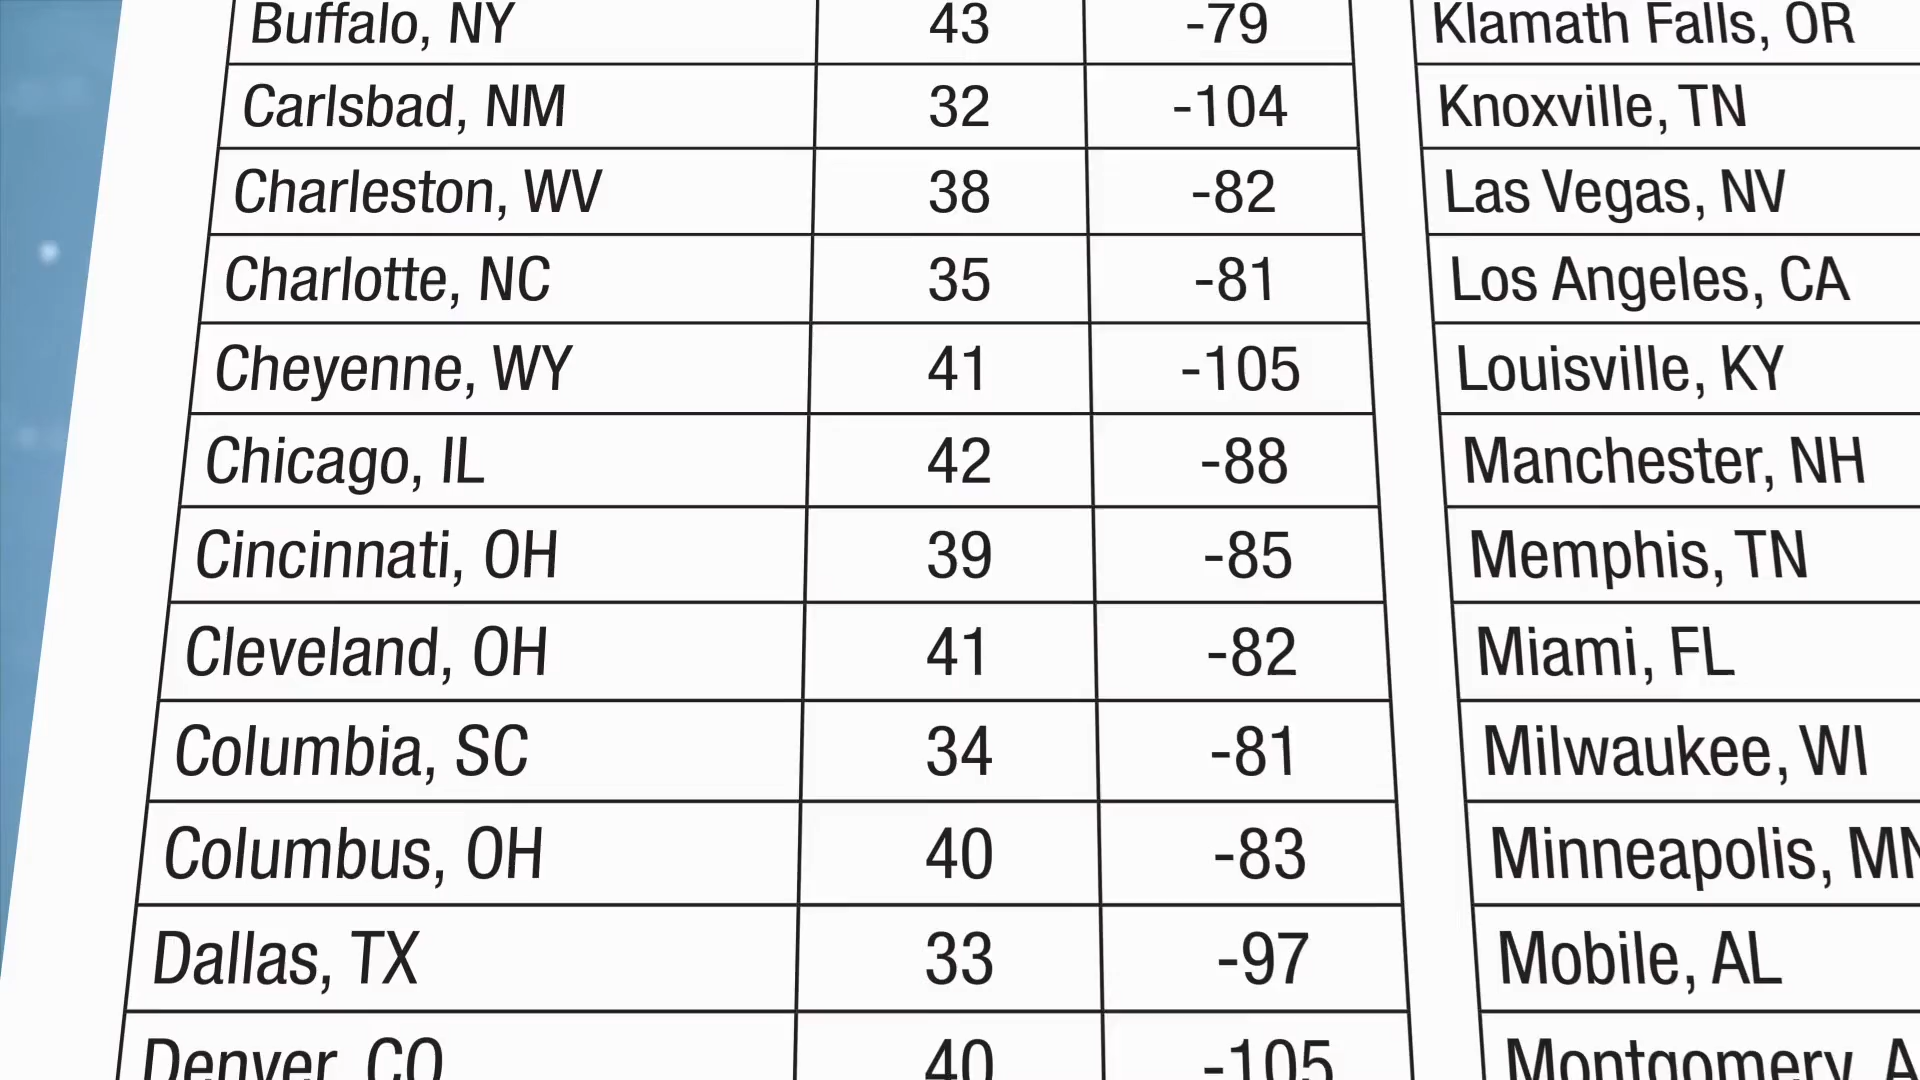 Buffalo, NY 43 -79 Klamath Falls, OR
Carlsbad, NM 32 -104 Knoxville, TN
Charleston, WV 38 -82 Las Vegas, NV
Charlotte, NC 35 -81 Los Angeles, CA
Cheyenne, WY 41 -105 Louisville, KY
Chicago, IL 42 -88 Manchester, NH
Cincinnati, OH 39 -85 Memphis, TN
Cleveland, OH 41 -82 Miami, FL
Columbia, SC 34 -81 Milwaukee, WI
Columbus, OH 40 -83 Minneapolis, MN
Dallas, TX 33 -97 Mobile, AL
Denver, CO 40 -105 Montgomery, A